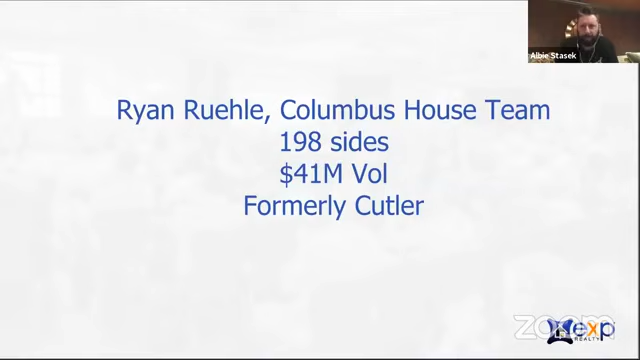 Albie Stasek
Ryan Ruehle, Columbus House Team
198 sides
$41M Vol
Formerly Cutler
exp
REALTY
zoom